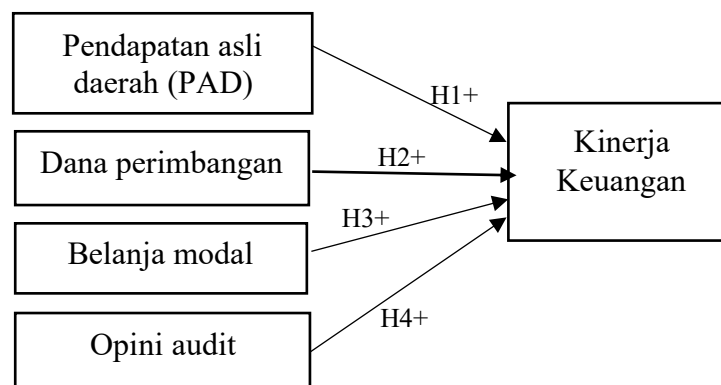 Pendapatan asli
daerah (PAD)
H1+
Kinerja
Keuangan
Dana perimbangan
H2+
Belanja modal
H3+
Opini audit
H4+